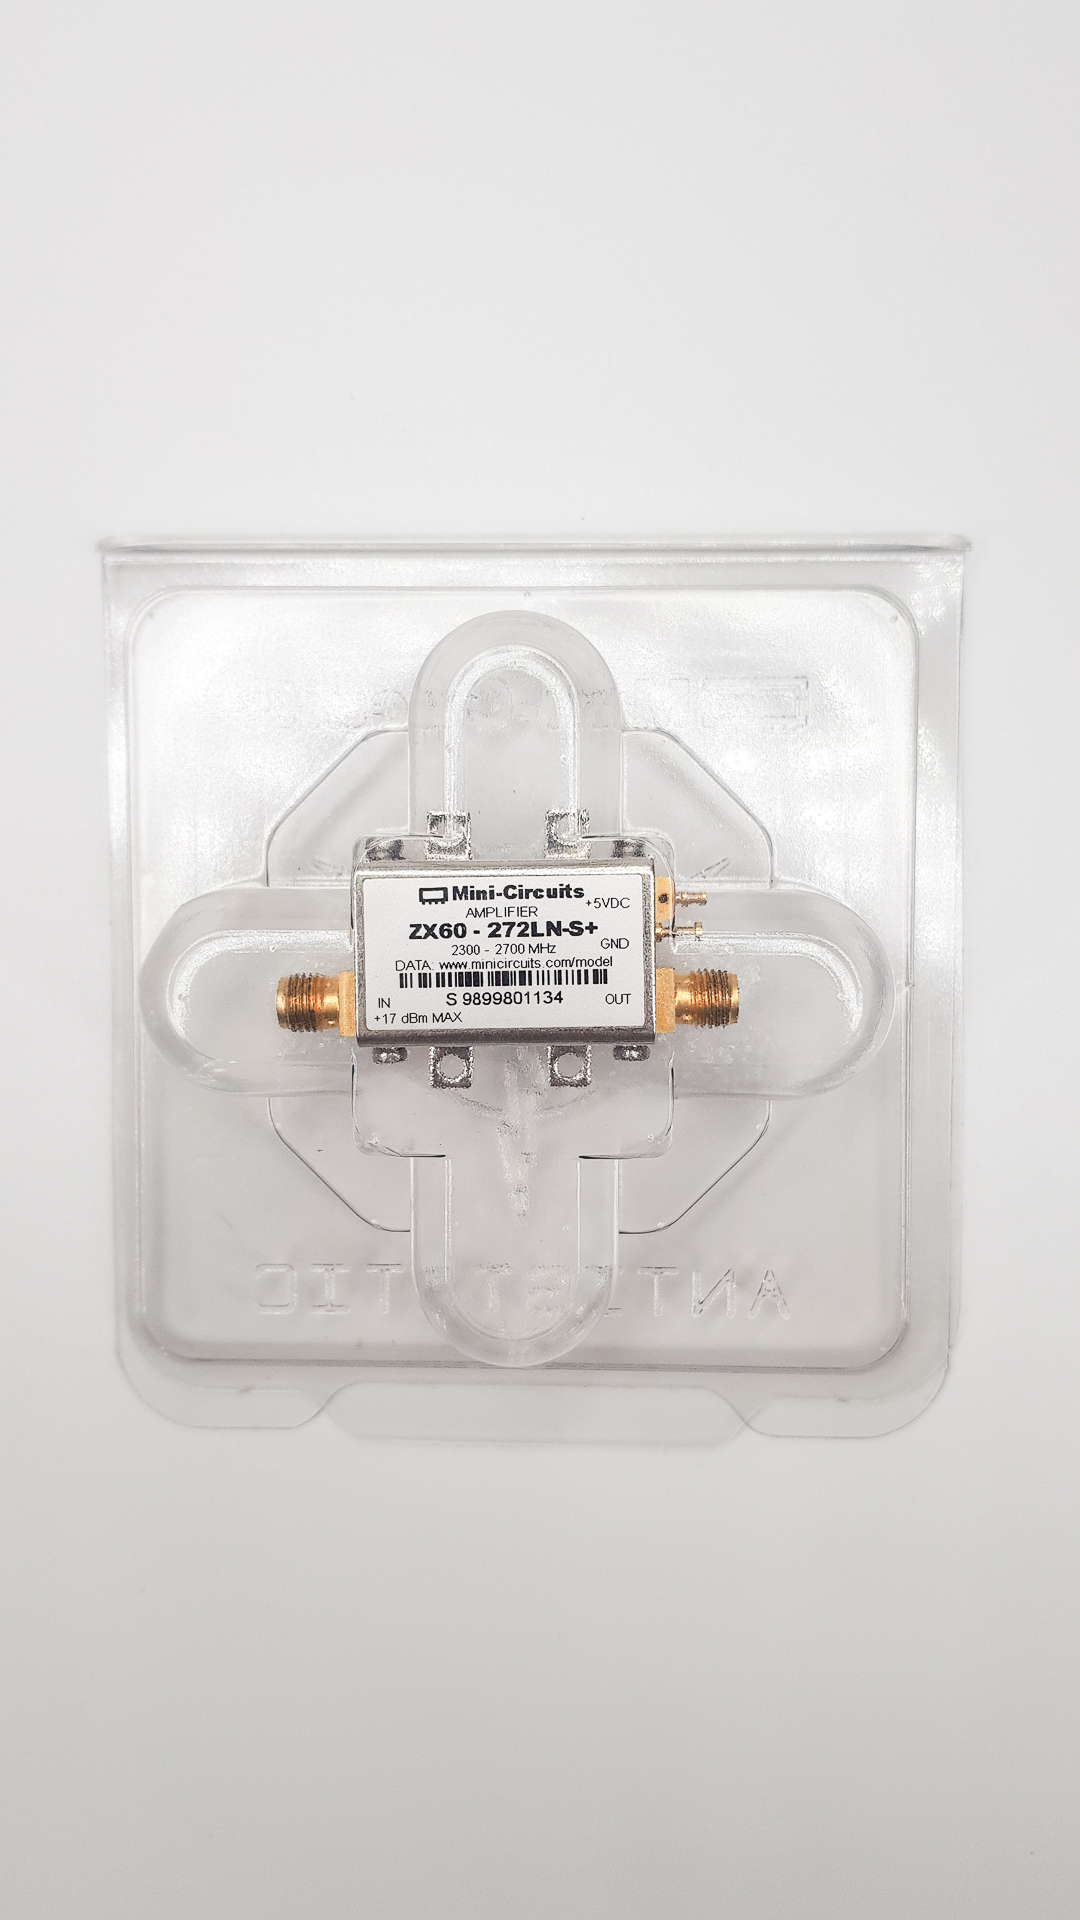 Mini-Circuits
AMPLIFIER
+5VDC
ZX60 - 272LN-S+
2300 - 2700 MHz
GND
DATA: www.minicircuits.com/model
IN
S 9899801134
OUT
+17 dBm MAX
ANTISTATIC